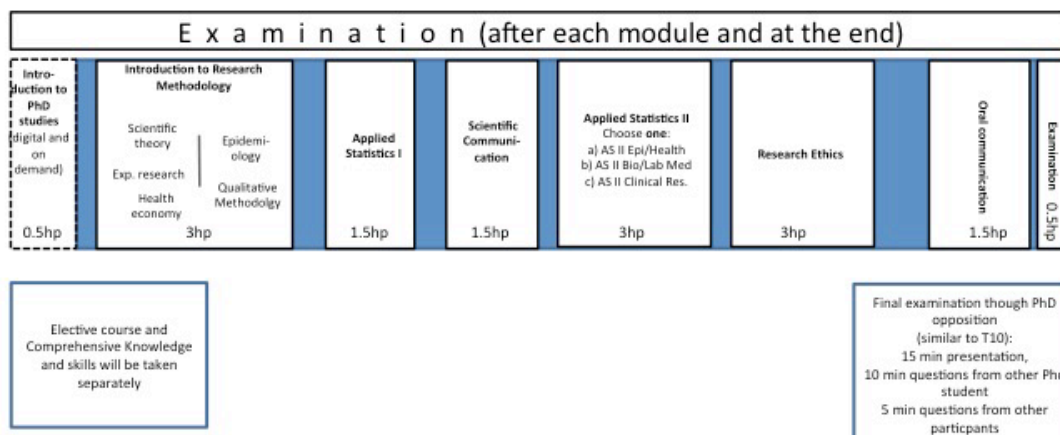 E x a m i n a t i o n (after each module and at the end)
Intro-
duction to
PhD
studies
(digital and
on
demand)
0.5hp
Introduction to Research
Methodology
Scientific
theory
Exp. research
Health
economy
Epidemi-
ology
Qualitative
Methodolgy
3hp
Applied
Statistics I
1.5hp
Scientific
Communi-
cation
1.5hp
Applied Statistics II
Choose one:
a) AS II Epi/Health
b) AS II Bio/Lab Med
c) AS II Clinical Res.
3hp
Research Ethics
3hp
Oral communication
1.5hp
Examination 0.5hp
Elective course and
Comprehensive Knowledge
and skills will be taken
separately
Final examination though PhD
opposition
(similar to T10):
15 min presentation,
10 min questions from other PhD
student
5 min questions from other
particpants